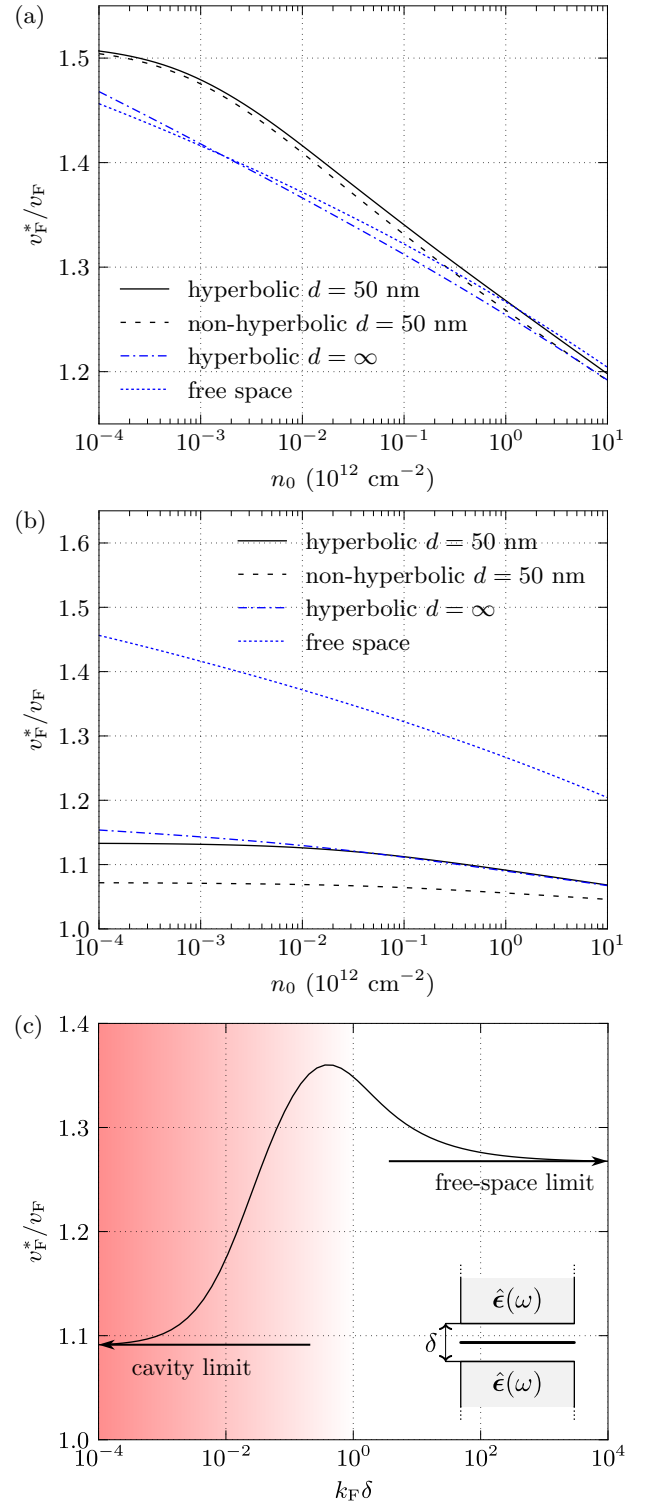 (a)
1.5
1.4
1.3
1.2
v*F/vF
hyperbolic d = 50 nm
non-hyperbolic d = 50 nm
hyperbolic d = ∞
free space
10⁻⁴ 10⁻³ 10⁻² 10⁻¹ 10⁰ 10¹
n₀ (10¹² cm⁻²)
(b)
1.6
1.5
1.4
1.3
1.2
1.1
1.0
v*F/vF
hyperbolic d = 50 nm
non-hyperbolic d = 50 nm
hyperbolic d = ∞
free space
10⁻⁴ 10⁻³ 10⁻² 10⁻¹ 10⁰ 10¹
n₀ (10¹² cm⁻²)
(c)
1.4
1.3
1.2
1.1
1.0
v*F/vF
free-space limit
cavity limit
ϵ̂(ω)
δ
ϵ̂(ω)
10⁻⁴ 10⁻² 10⁰ 10² 10⁴
kFδ